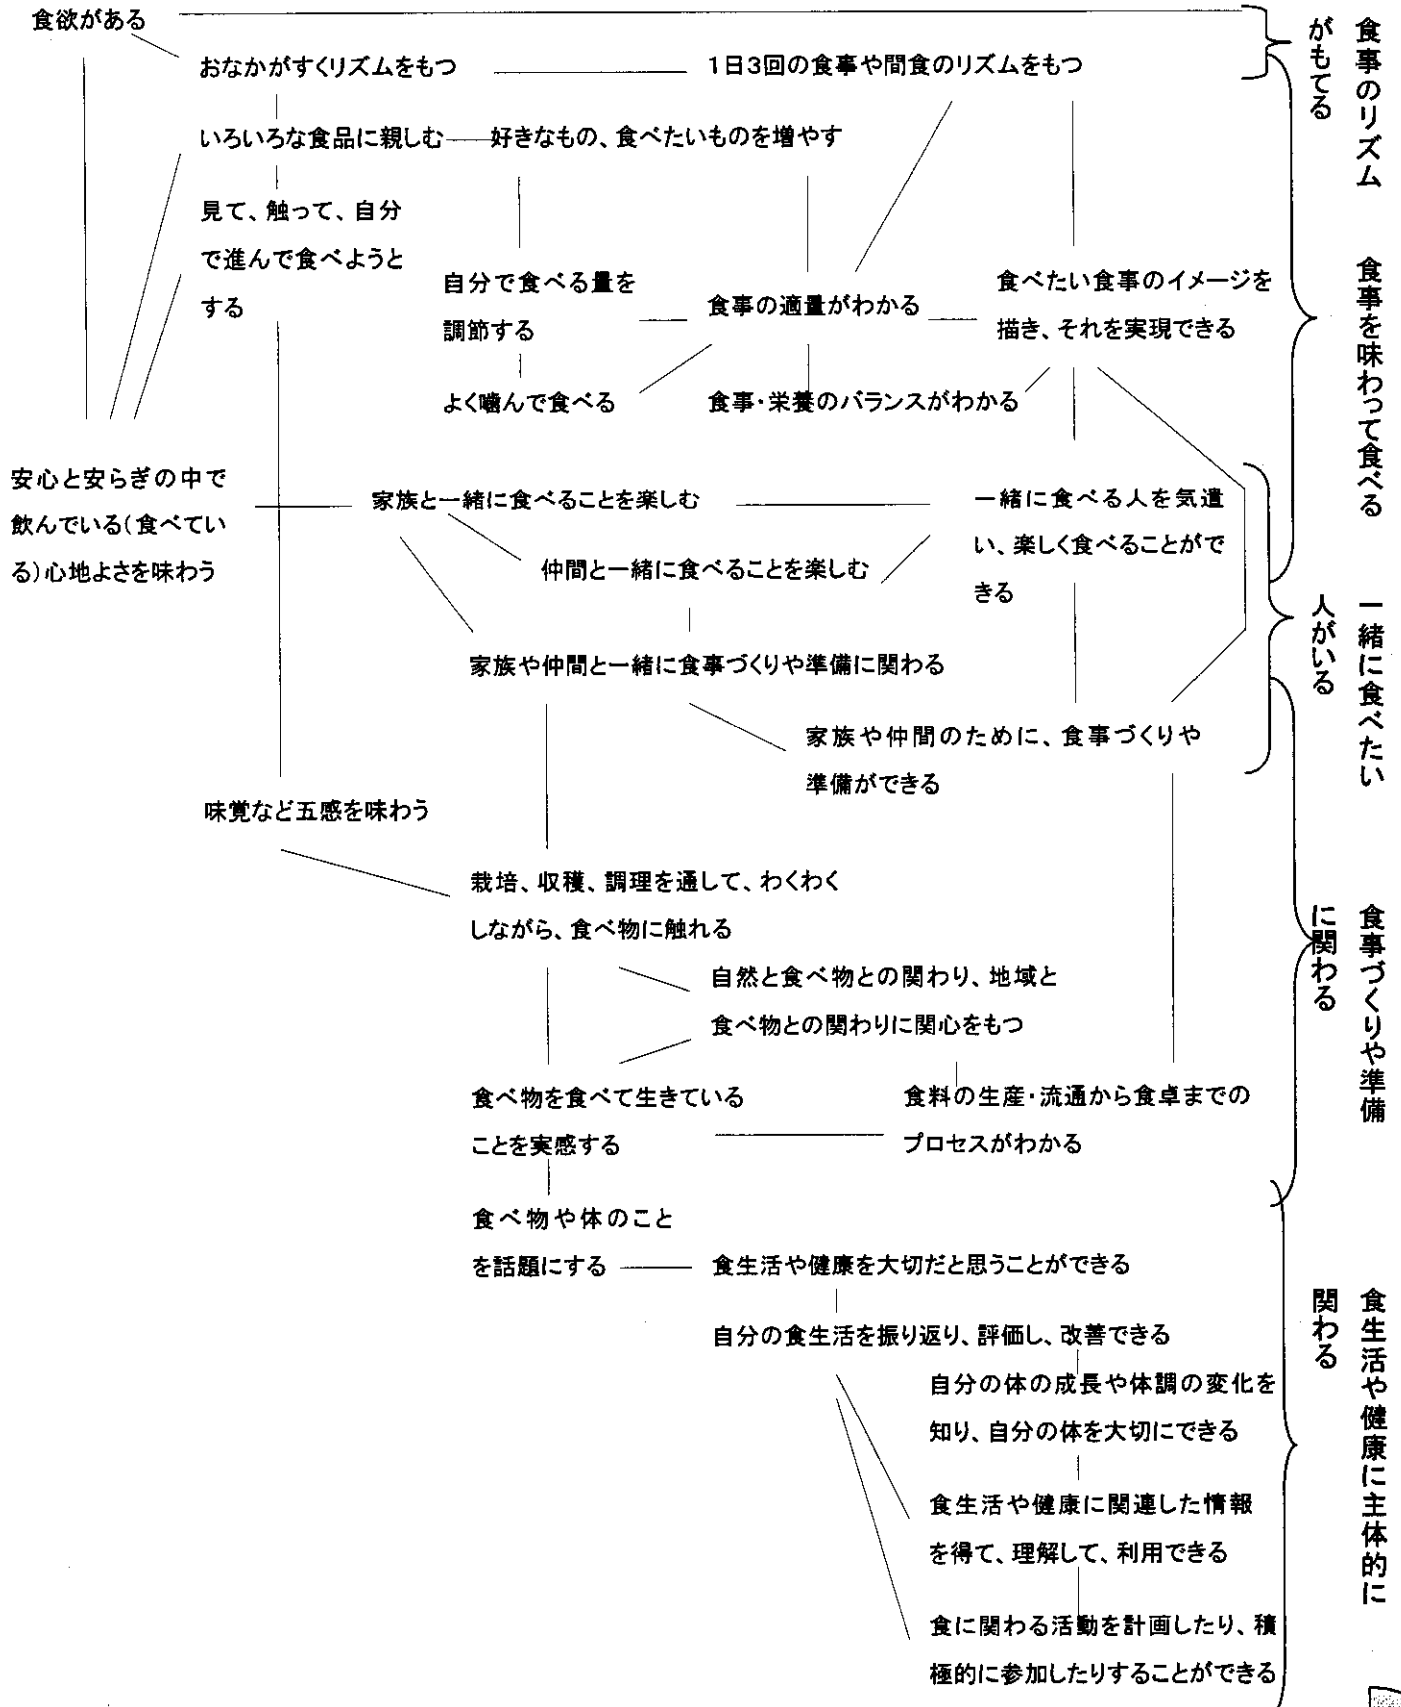 食欲がある
おなかがすくリズムをもつ
1日3回の食事や間食のリズムをもつ
いろいろな食品に親しむ
好きなもの、食べたいものを増やす
見て、触って、自分
で進んで食べようと
する
自分で食べる量を
調節する
食事の適量がわかる
食べたい食事のイメージを
描き、それを実現できる
よく噛んで食べる
食事・栄養のバランスがわかる
安心と安らぎの中で
飲んでいる(食べてい
る)心地よさを味わう
家族と一緒に食べることを楽しむ
一緒に食べる人を気遣
い、楽しく食べることがで
きる
仲間と一緒に食べることを楽しむ
家族や仲間と一緒に食事づくりや準備に関わる
家族や仲間のために、食事づくりや
準備ができる
味覚など五感を味わう
栽培、収穫、調理を通して、わくわく
しながら、食べ物に触れる
自然と食べ物との関わり、地域と
食べ物との関わりに関心をもつ
食べ物を食べて生きている
ことを実感する
食料の生産・流通から食卓までの
プロセスがわかる
食べ物や体のこと
を話題にする
食生活や健康を大切だと思うことができる
自分の食生活を振り返り、評価し、改善できる
自分の体の成長や体調の変化を
知り、自分の体を大切にできる
食生活や健康に関連した情報
を得て、理解して、利用できる
食に関わる活動を計画したり、積
極的に参加したりすることができる
食事のリズム
がもてる
食事を味わって食べる
一緒に食べたい
人がいる
食事づくりや準備
に関わる
食生活や健康に主体的に
関わる